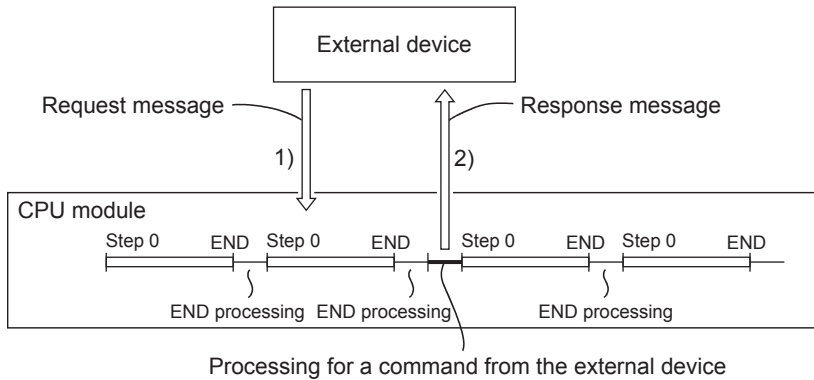 External device
Request message
Response message
1)
2)
CPU module
Step 0 END Step 0 END Step 0 END Step 0 END
END processing END processing END processing
Processing for a command from the external device